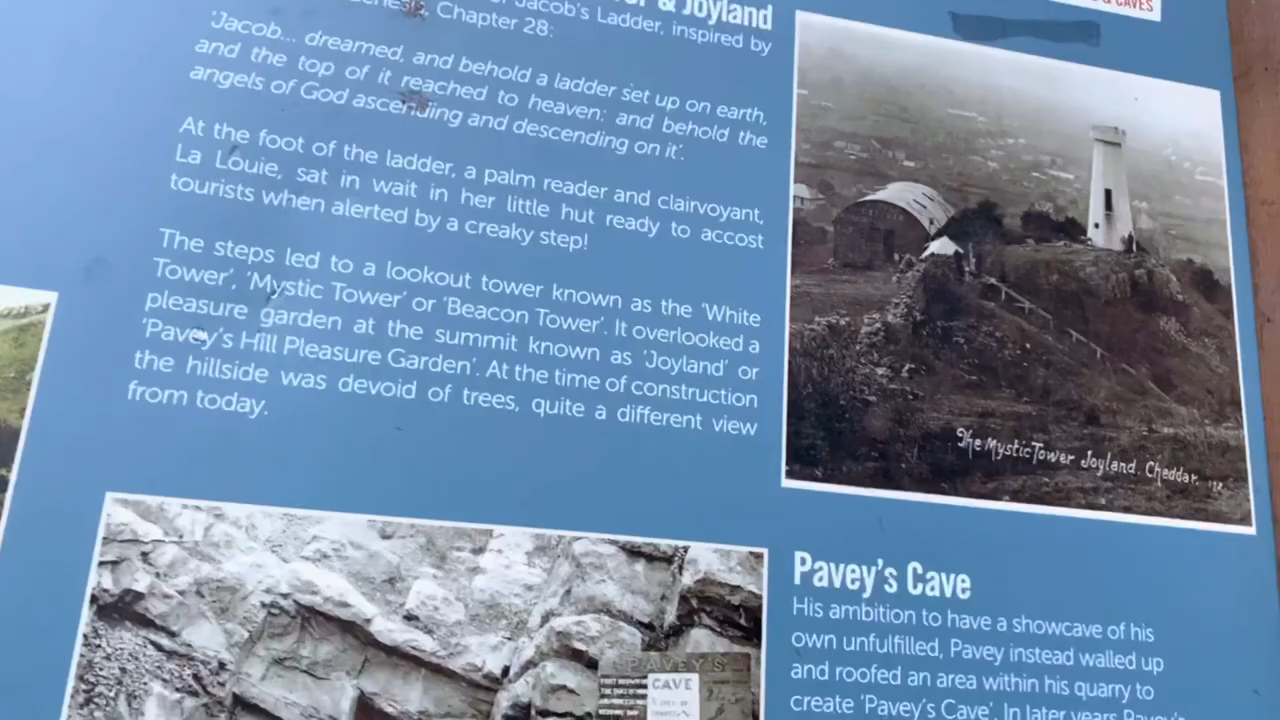 & Joyland
Jacob's Ladder, inspired by
Chapter 28:
'Jacob... dreamed, and behold a ladder set up on earth,
and the top of it reached to heaven: and behold the
angels of God ascending and descending on it'.
At the foot of the ladder, a palm reader and clairvoyant,
La Louie, sat in wait in her little hut ready to accost
tourists when alerted by a creaky step!
The steps led to a lookout tower known as the 'White
Tower', 'Mystic Tower' or 'Beacon Tower'. It overlooked a
pleasure garden at the summit known as 'Joyland' or
'Pavey's Hill Pleasure Garden'. At the time of construction
the hillside was devoid of trees, quite a different view
from today.
& CAVES
The Mystic Tower Joyland. Cheddar.
PAVEY'S
CAVE
Pavey's Cave
His ambition to have a showcave of his
own unfulfilled, Pavey instead walled up
and roofed an area within his quarry to
create 'Pavey's Cave'. In later years Pavey's